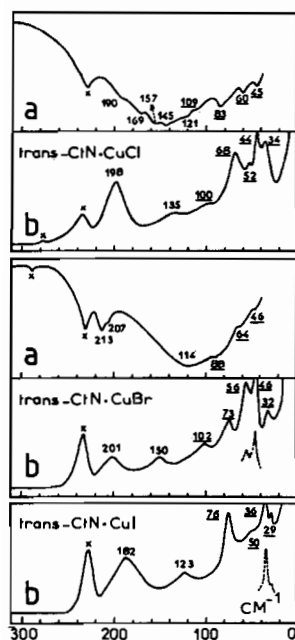 x 190 169 157 145 121 109 83 60 45
a
trans-CtN·CuCl
b x x 198 135 100 68 52 44 34
a x x 213 207 114 88 64 46
trans-CtN·CuBr
b x 201 150 102 73 56 46 32
trans-CtN·CuI
b x 182 123 76 50 36 29
CM⁻¹
300 200 100